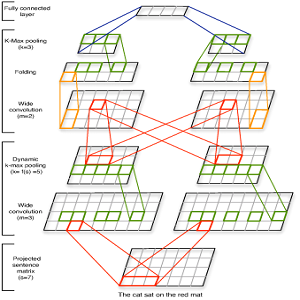 Fully connected
layer
K-Max pooling
(k=3)
Folding
Wide
convolution
(m=2)
Dynamic
k-max pooling
(k= f(s) =5)
Wide
convolution
(m=3)
Projected
sentence
matrix
(s=7)
The cat sat on the red mat